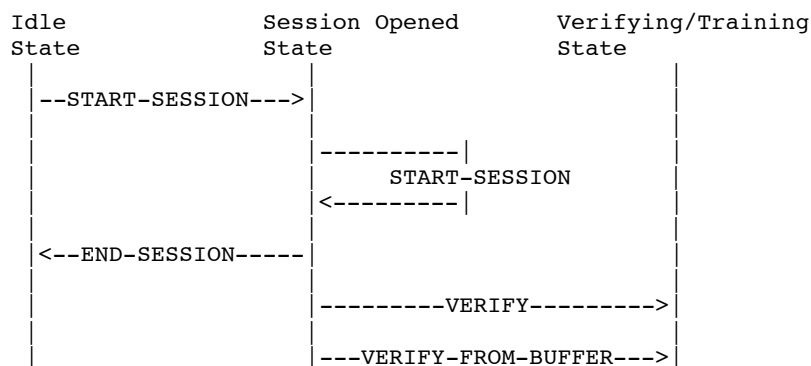 Idle Session Opened Verifying/Training
State State State
| | |
|--START-SESSION--->| |
| | |
| |----------| |
| | START-SESSION |
| |<---------| |
| | |
|<--END-SESSION-----| |
| | |
| |---------VERIFY--------->|
| | |
| |---VERIFY-FROM-BUFFER--->|